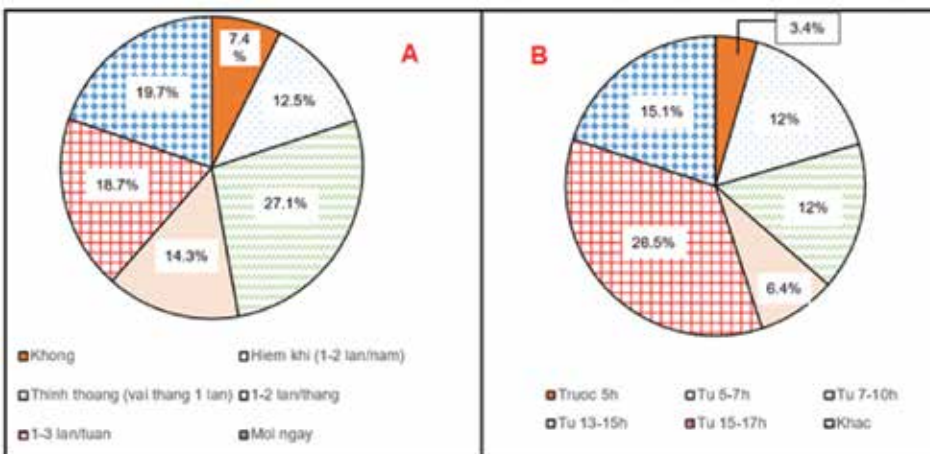 A
7.4
%
12.5%
27.1%
14.3%
18.7%
19.7%
Khong
Hiem khi (1-2 lan/nam)
Thinh thoang (vai thang 1 lan)
1-2 lan/thang
1-3 lan/tuan
Moi ngay
B
3.4%
12%
12%
6.4%
26.5%
15.1%
Truoc 5h
Tu 5-7h
Tu 7-10h
Tu 13-15h
Tu 15-17h
Khac